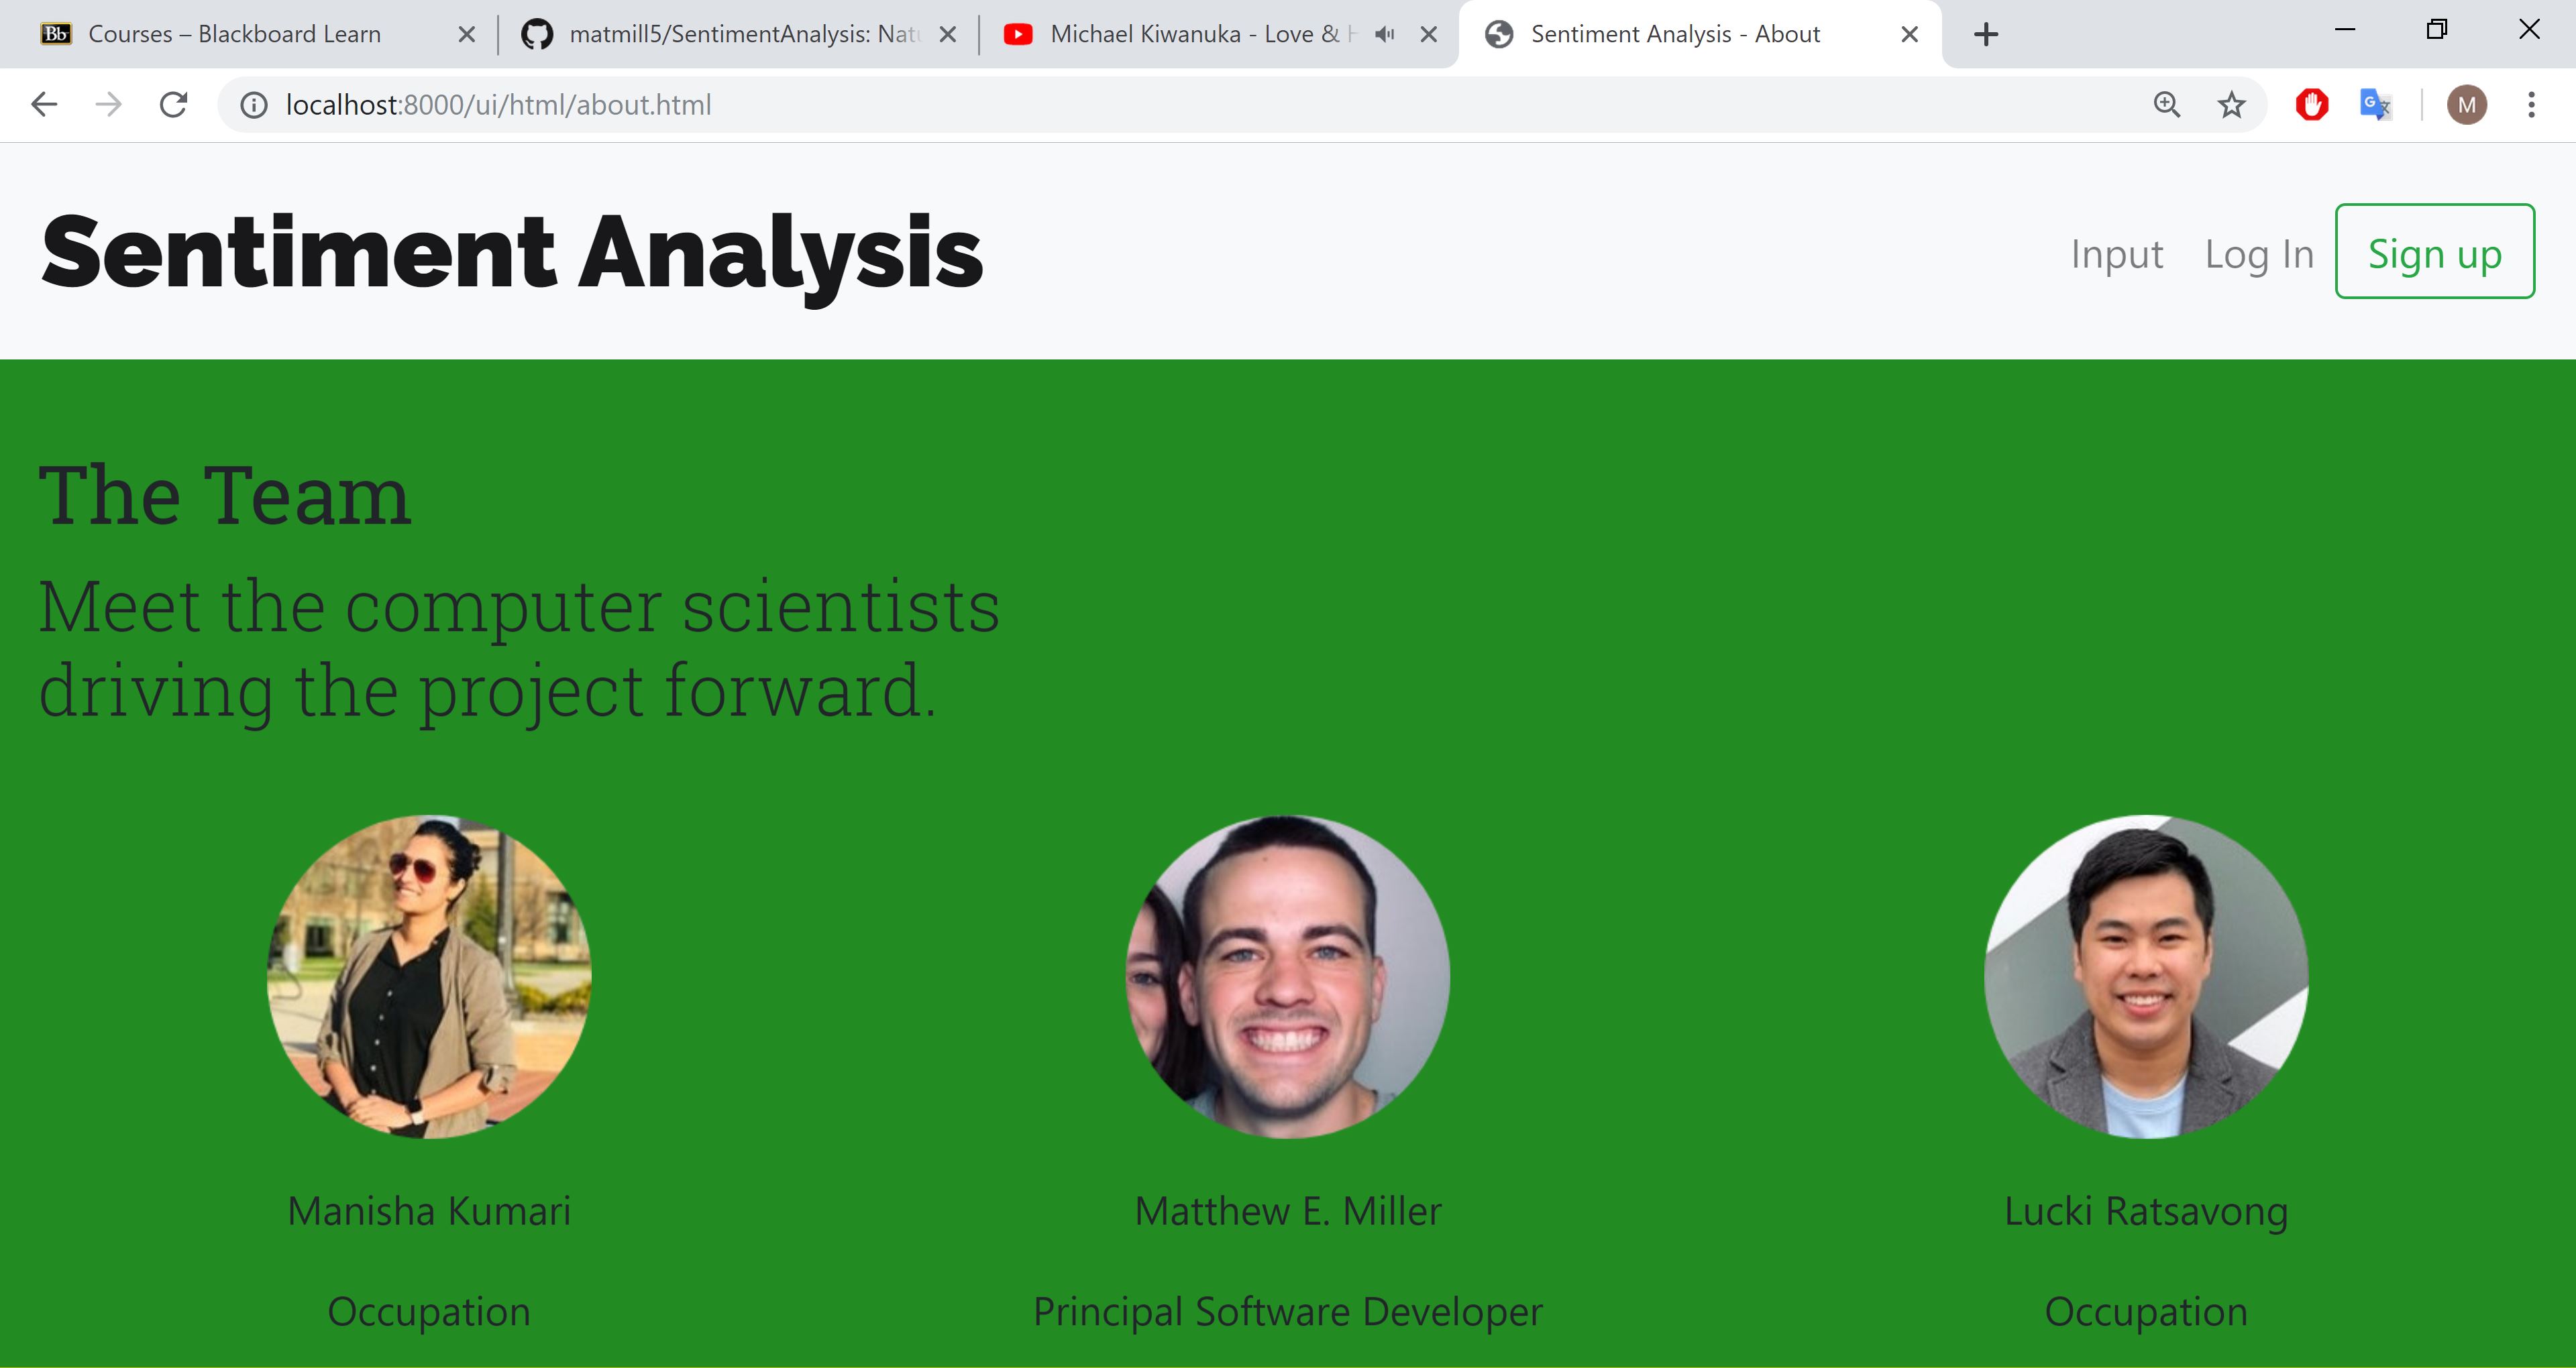 Bb Courses – Blackboard Learn
matmill5/SentimentAnalysis: Natu
Michael Kiwanuka - Love & H
Sentiment Analysis - About
localhost:8000/ui/html/about.html
G
M
Sentiment Analysis
Input Log In Sign up
The Team
Meet the computer scientists
driving the project forward.
Manisha Kumari
Matthew E. Miller
Lucki Ratsavong
Occupation
Principal Software Developer
Occupation